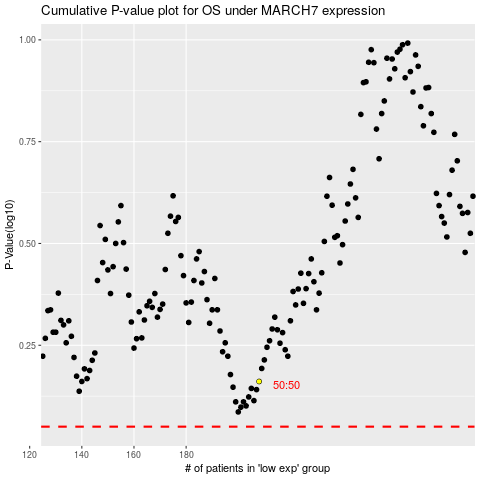 Cumulative P-value plot for OS under MARCH7 expression
1.00
0.75
0.50
0.25
P-Value(log10)
50:50
120 140 160 180
# of patients in 'low exp' group